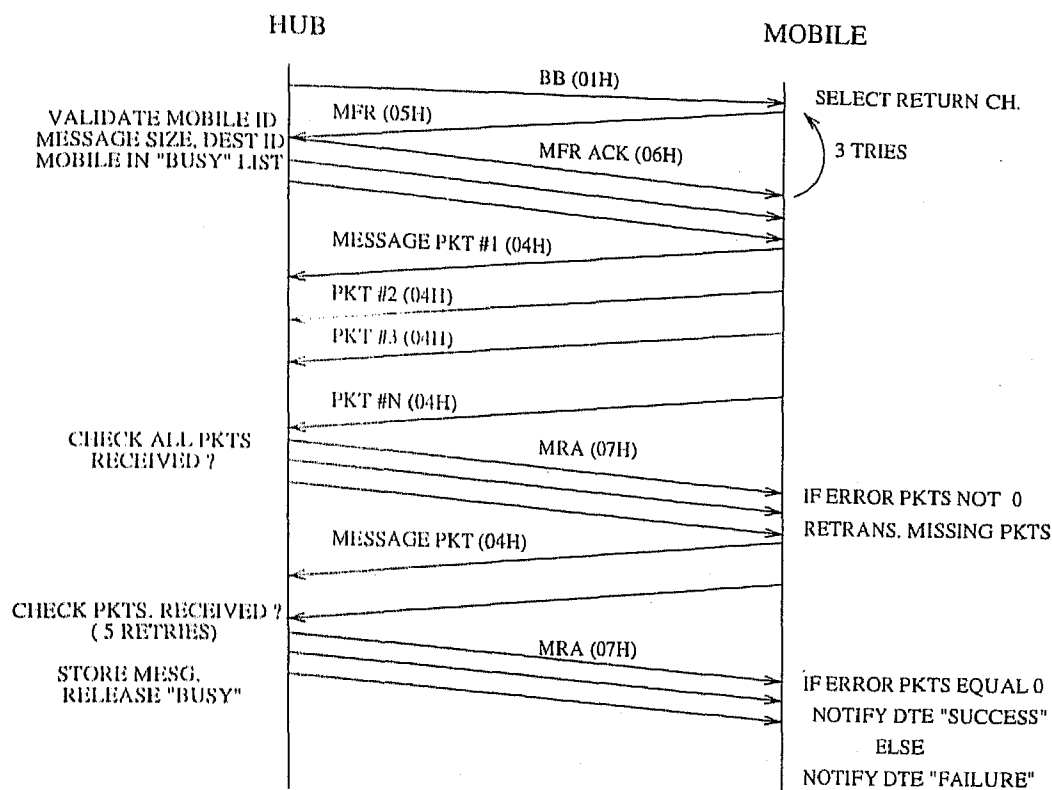 HUB
MOBILE
BB (01H)
SELECT RETURN CH.
VALIDATE MOBILE ID
MESSAGE SIZE, DEST ID
MOBILE IN "BUSY" LIST
MFR (05H)
MFR ACK (06H)
3 TRIES
MESSAGE PKT #1 (04H)
PKT #2 (04H)
PKT #3 (04H)
PKT #N (04H)
CHECK ALL PKTS
RECEIVED ?
MRA (07H)
IF ERROR PKTS NOT 0
RETRANS. MISSING PKTS
MESSAGE PKT (04H)
CHECK PKTS. RECEIVED ?
( 5 RETRIES)
MRA (07H)
STORE MESG.
RELEASE "BUSY"
IF ERROR PKTS EQUAL 0
NOTIFY DTE "SUCCESS"
ELSE
NOTIFY DTE "FAILURE"